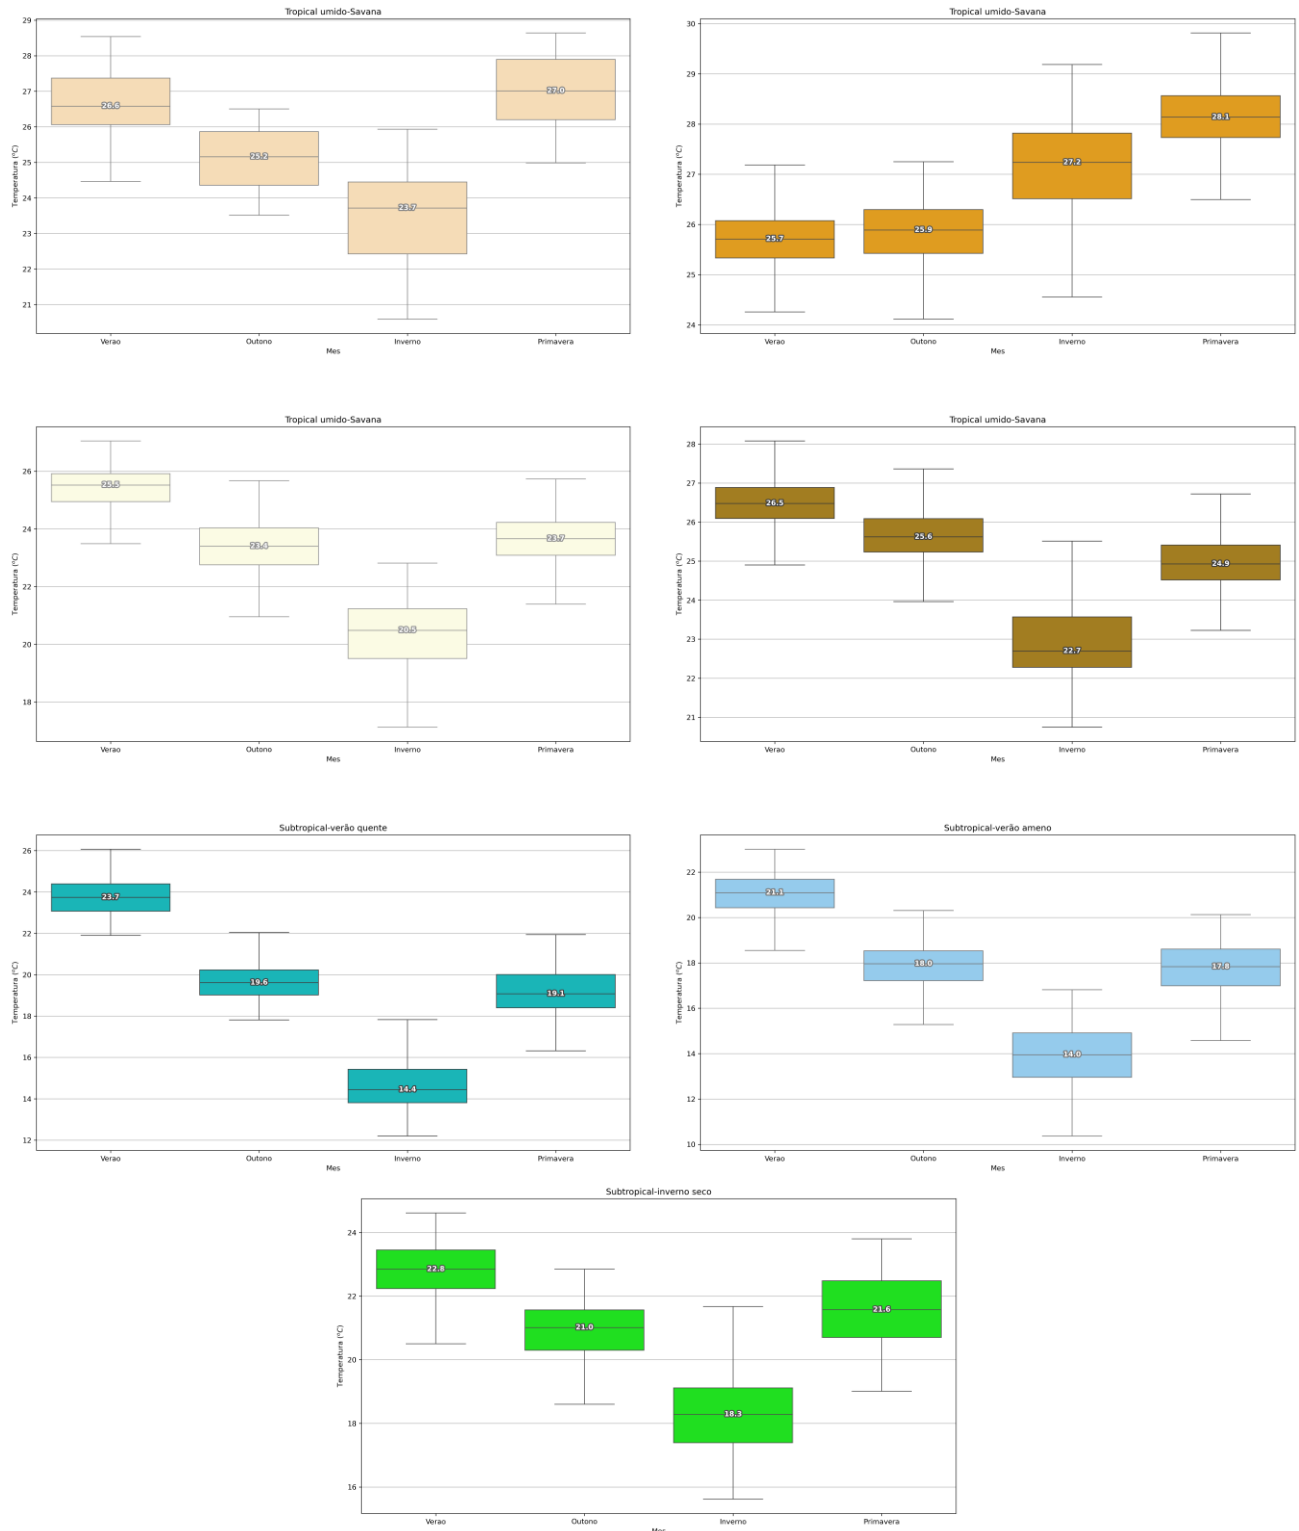 Tropical umido-Savana
29
28
27
26
25
24
23
22
21
Temperatura (°C)
26.6
25.2
23.7
27.0
Verao Outono Inverno Primavera
Mes
Tropical umido-Savana
30
29
28
27
26
25
24
Temperatura (°C)
25.7
25.9
27.2
28.1
Verao Outono Inverno Primavera
Mes
Tropical umido-Savana
26
24
22
20
18
Temperatura (°C)
25.5
23.4
20.5
23.7
Verao Outono Inverno Primavera
Mes
Tropical umido-Savana
28
27
26
25
24
23
22
21
Temperatura (°C)
26.5
25.6
22.7
24.9
Verao Outono Inverno Primavera
Mes
Subtropical-verão quente
26
24
22
20
18
16
14
12
Temperatura (°C)
23.7
19.6
14.4
19.1
Verao Outono Inverno Primavera
Mes
Subtropical-verão ameno
22
20
18
16
14
12
10
Temperatura (°C)
21.1
18.0
14.0
17.8
Verao Outono Inverno Primavera
Mes
Subtropical-inverno seco
24
22
20
18
16
Temperatura (°C)
22.8
21.0
18.3
21.6
Verao Outono Inverno Primavera
Mes